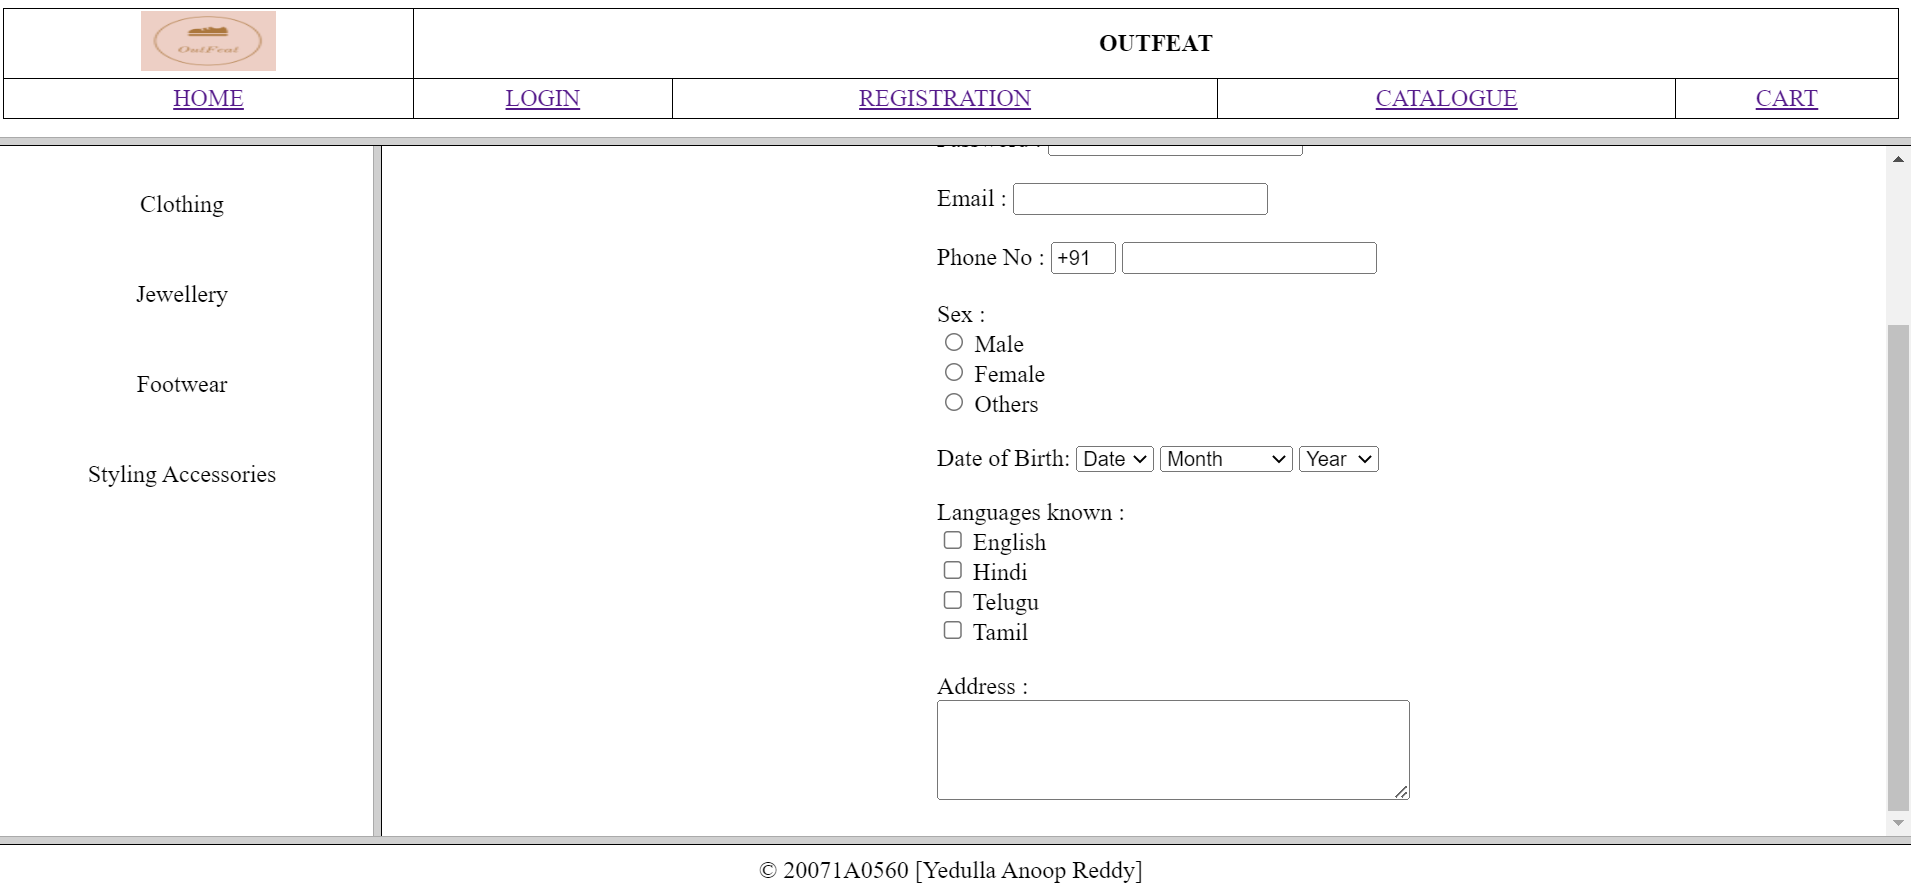 OutFeat
OUTFEAT
HOME LOGIN REGISTRATION CATALOGUE CART
Clothing
Jewellery
Footwear
Styling Accessories
Email :
Phone No : +91
Sex :
Male
Female
Others
Date of Birth: Date Month Year
Languages known :
English
Hindi
Telugu
Tamil
Address :
© 20071A0560 [Yedulla Anoop Reddy]